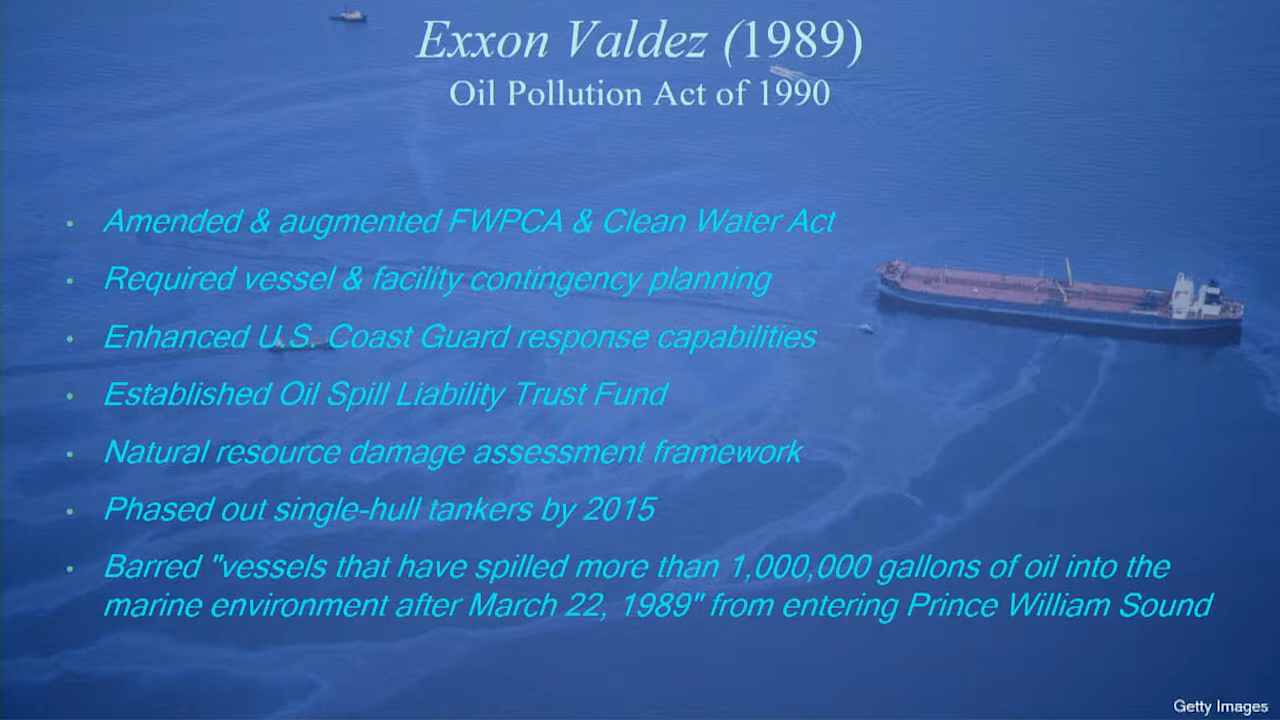 Exxon Valdez (1989)
Oil Pollution Act of 1990
• Amended & augmented FWPCA & Clean Water Act
• Required vessel & facility contingency planning
• Enhanced U.S. Coast Guard response capabilities
• Established Oil Spill Liability Trust Fund
• Natural resource damage assessment framework
• Phased out single-hull tankers by 2015
• Barred "vessels that have spilled more than 1,000,000 gallons of oil into the
marine environment after March 22, 1989" from entering Prince William Sound
Getty Images